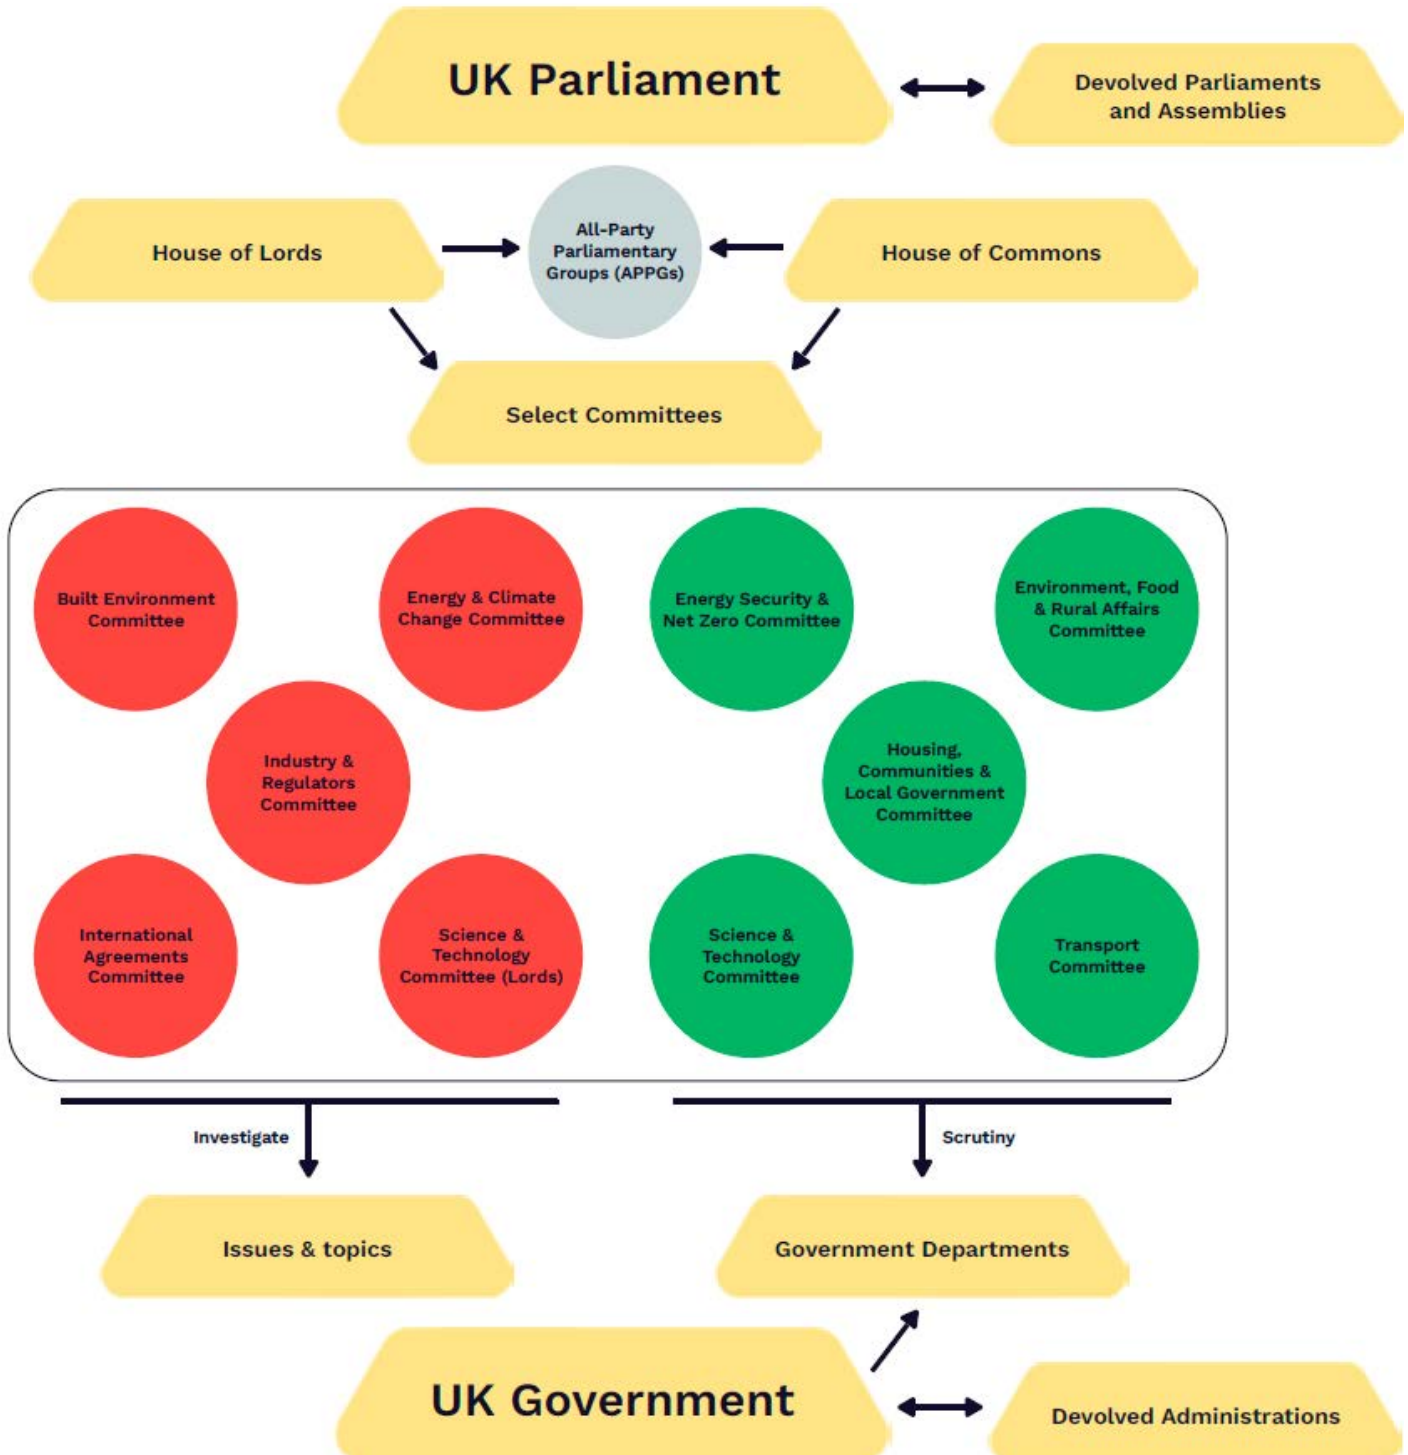 UK Parliament
Devolved Parliaments
and Assemblies
House of Lords
All-Party
Parliamentary
Groups (APPGs)
House of Commons
Select Committees
Built Environment
Committee
Energy & Climate
Change Committee
Energy Security &
Net Zero Committee
Environment, Food
& Rural Affairs
Committee
Industry &
Regulators
Committee
Housing,
Communities &
Local Government
Committee
International
Agreements
Committee
Science &
Technology
Committee (Lords)
Science &
Technology
Committee
Transport
Committee
Investigate
Scrutiny
Issues & topics
Government Departments
UK Government
Devolved Administrations